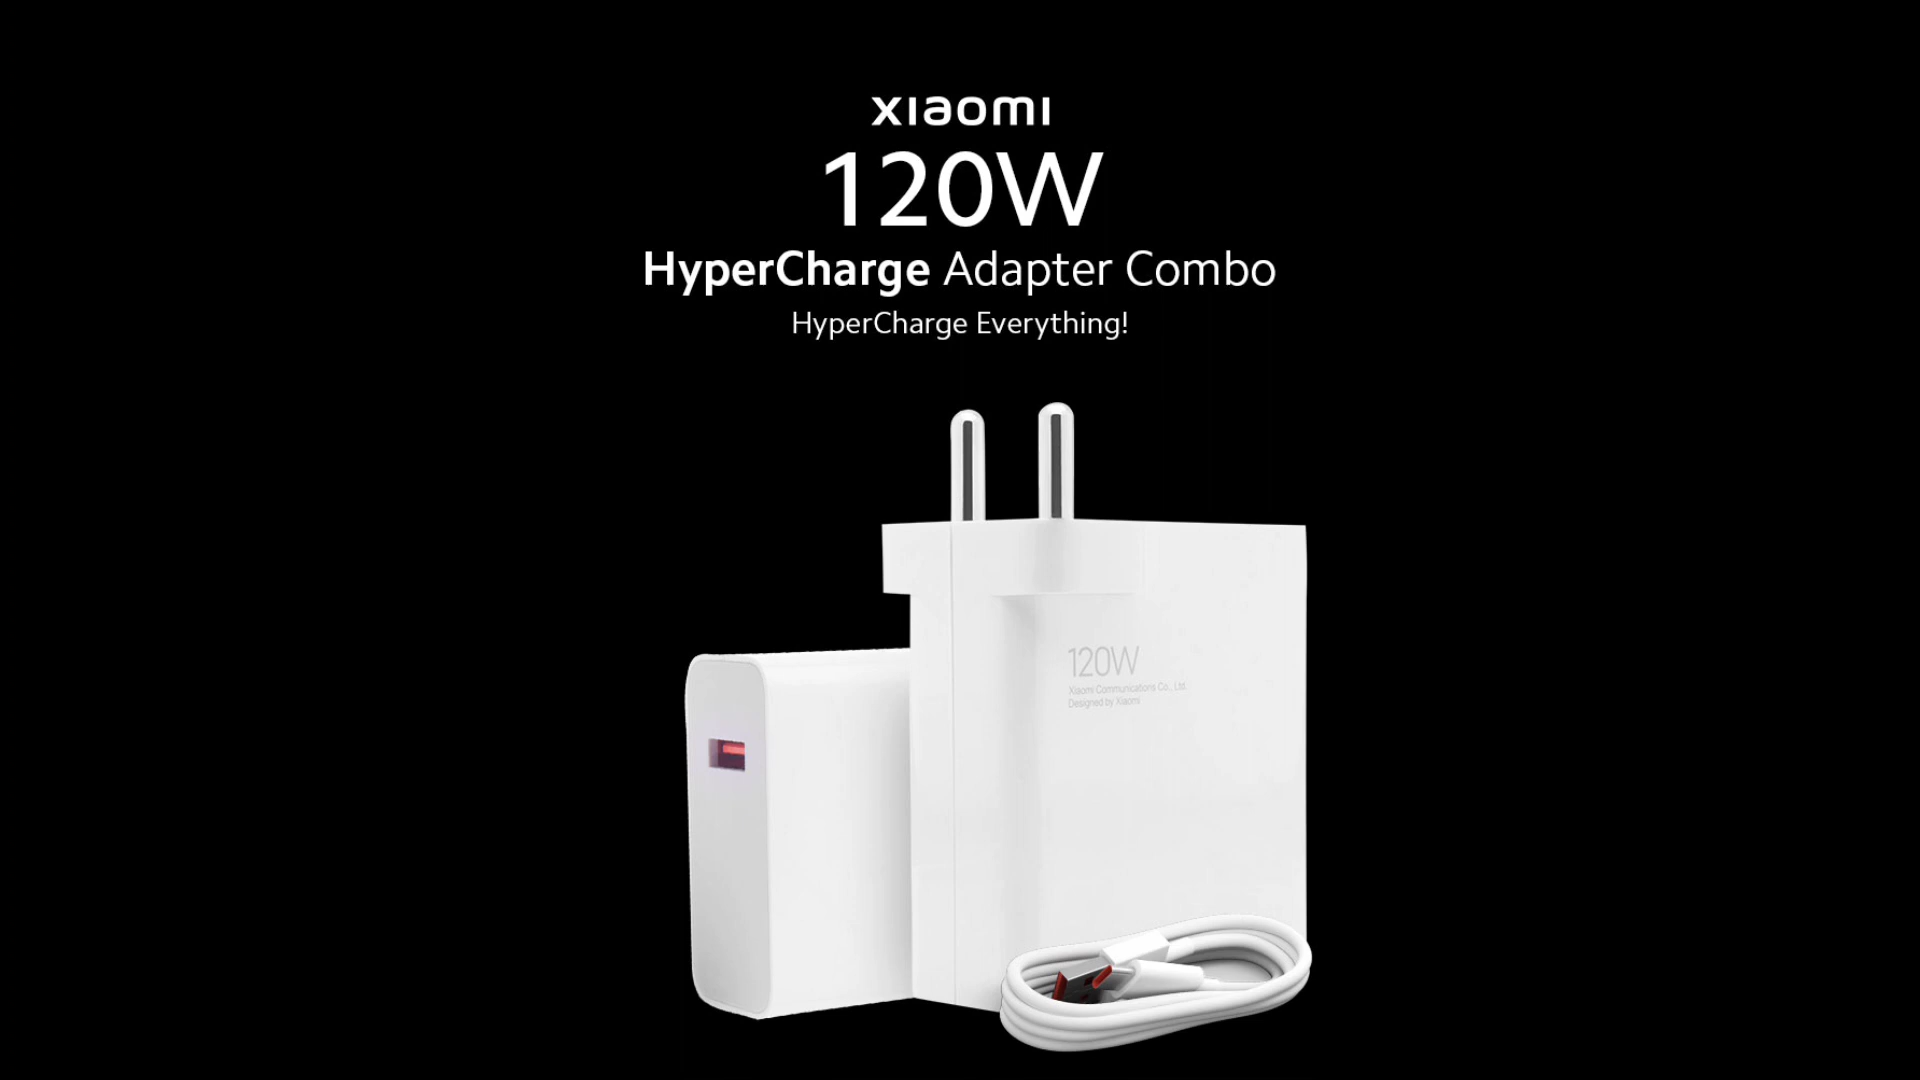 xiaomi
120W
HyperCharge Adapter Combo
HyperCharge Everything!
120W
Xiaomi Communications Co., Ltd.
Designed by Xiaomi